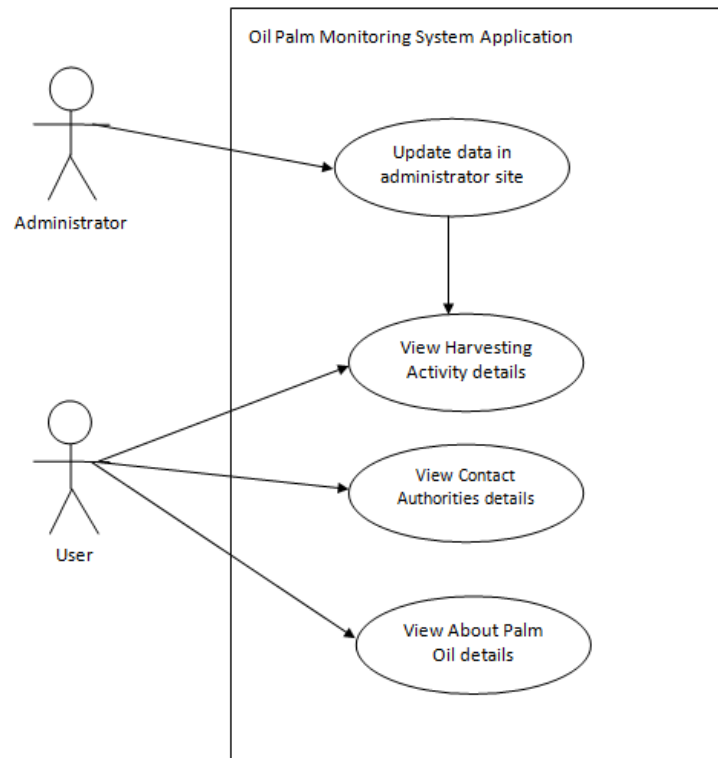 Oil Palm Monitoring System Application
Update data in
administrator site
Administrator
View Harvesting
Activity details
View Contact
Authorities details
User
View About Palm
Oil details